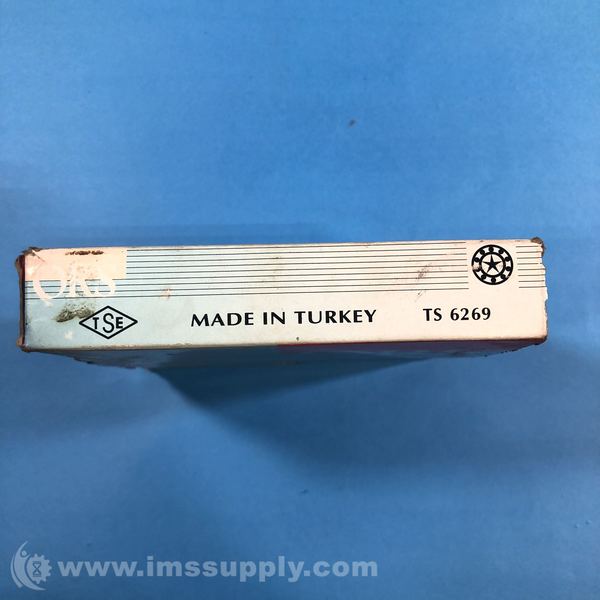 ORS
TSE
MADE IN TURKEY TS 6269
www.imssupply.com